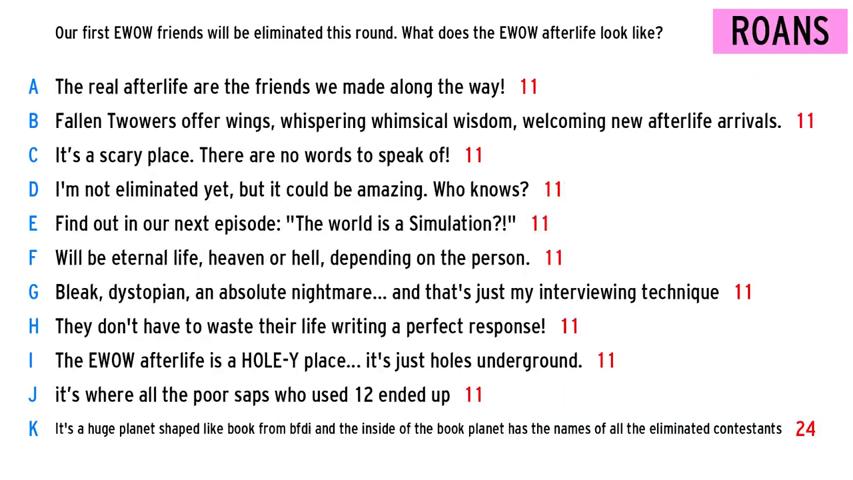 Our first EWOW friends will be eliminated this round. What does the EWOW afterlife look like?
ROANS
A The real afterlife are the friends we made along the way! 11
B Fallen Twowers offer wings, whispering whimsical wisdom, welcoming new afterlife arrivals. 11
C It’s a scary place. There are no words to speak of! 11
D I'm not eliminated yet, but it could be amazing. Who knows? 11
E Find out in our next episode: "The world is a Simulation?!" 11
F Will be eternal life, heaven or hell, depending on the person. 11
G Bleak, dystopian, an absolute nightmare... and that's just my interviewing technique 11
H They don't have to waste their life writing a perfect response! 11
I The EWOW afterlife is a HOLE-Y place... it's just holes underground. 11
J it’s where all the poor saps who used 12 ended up 11
K It's a huge planet shaped like book from bfdi and the inside of the book planet has the names of all the eliminated contestants 24